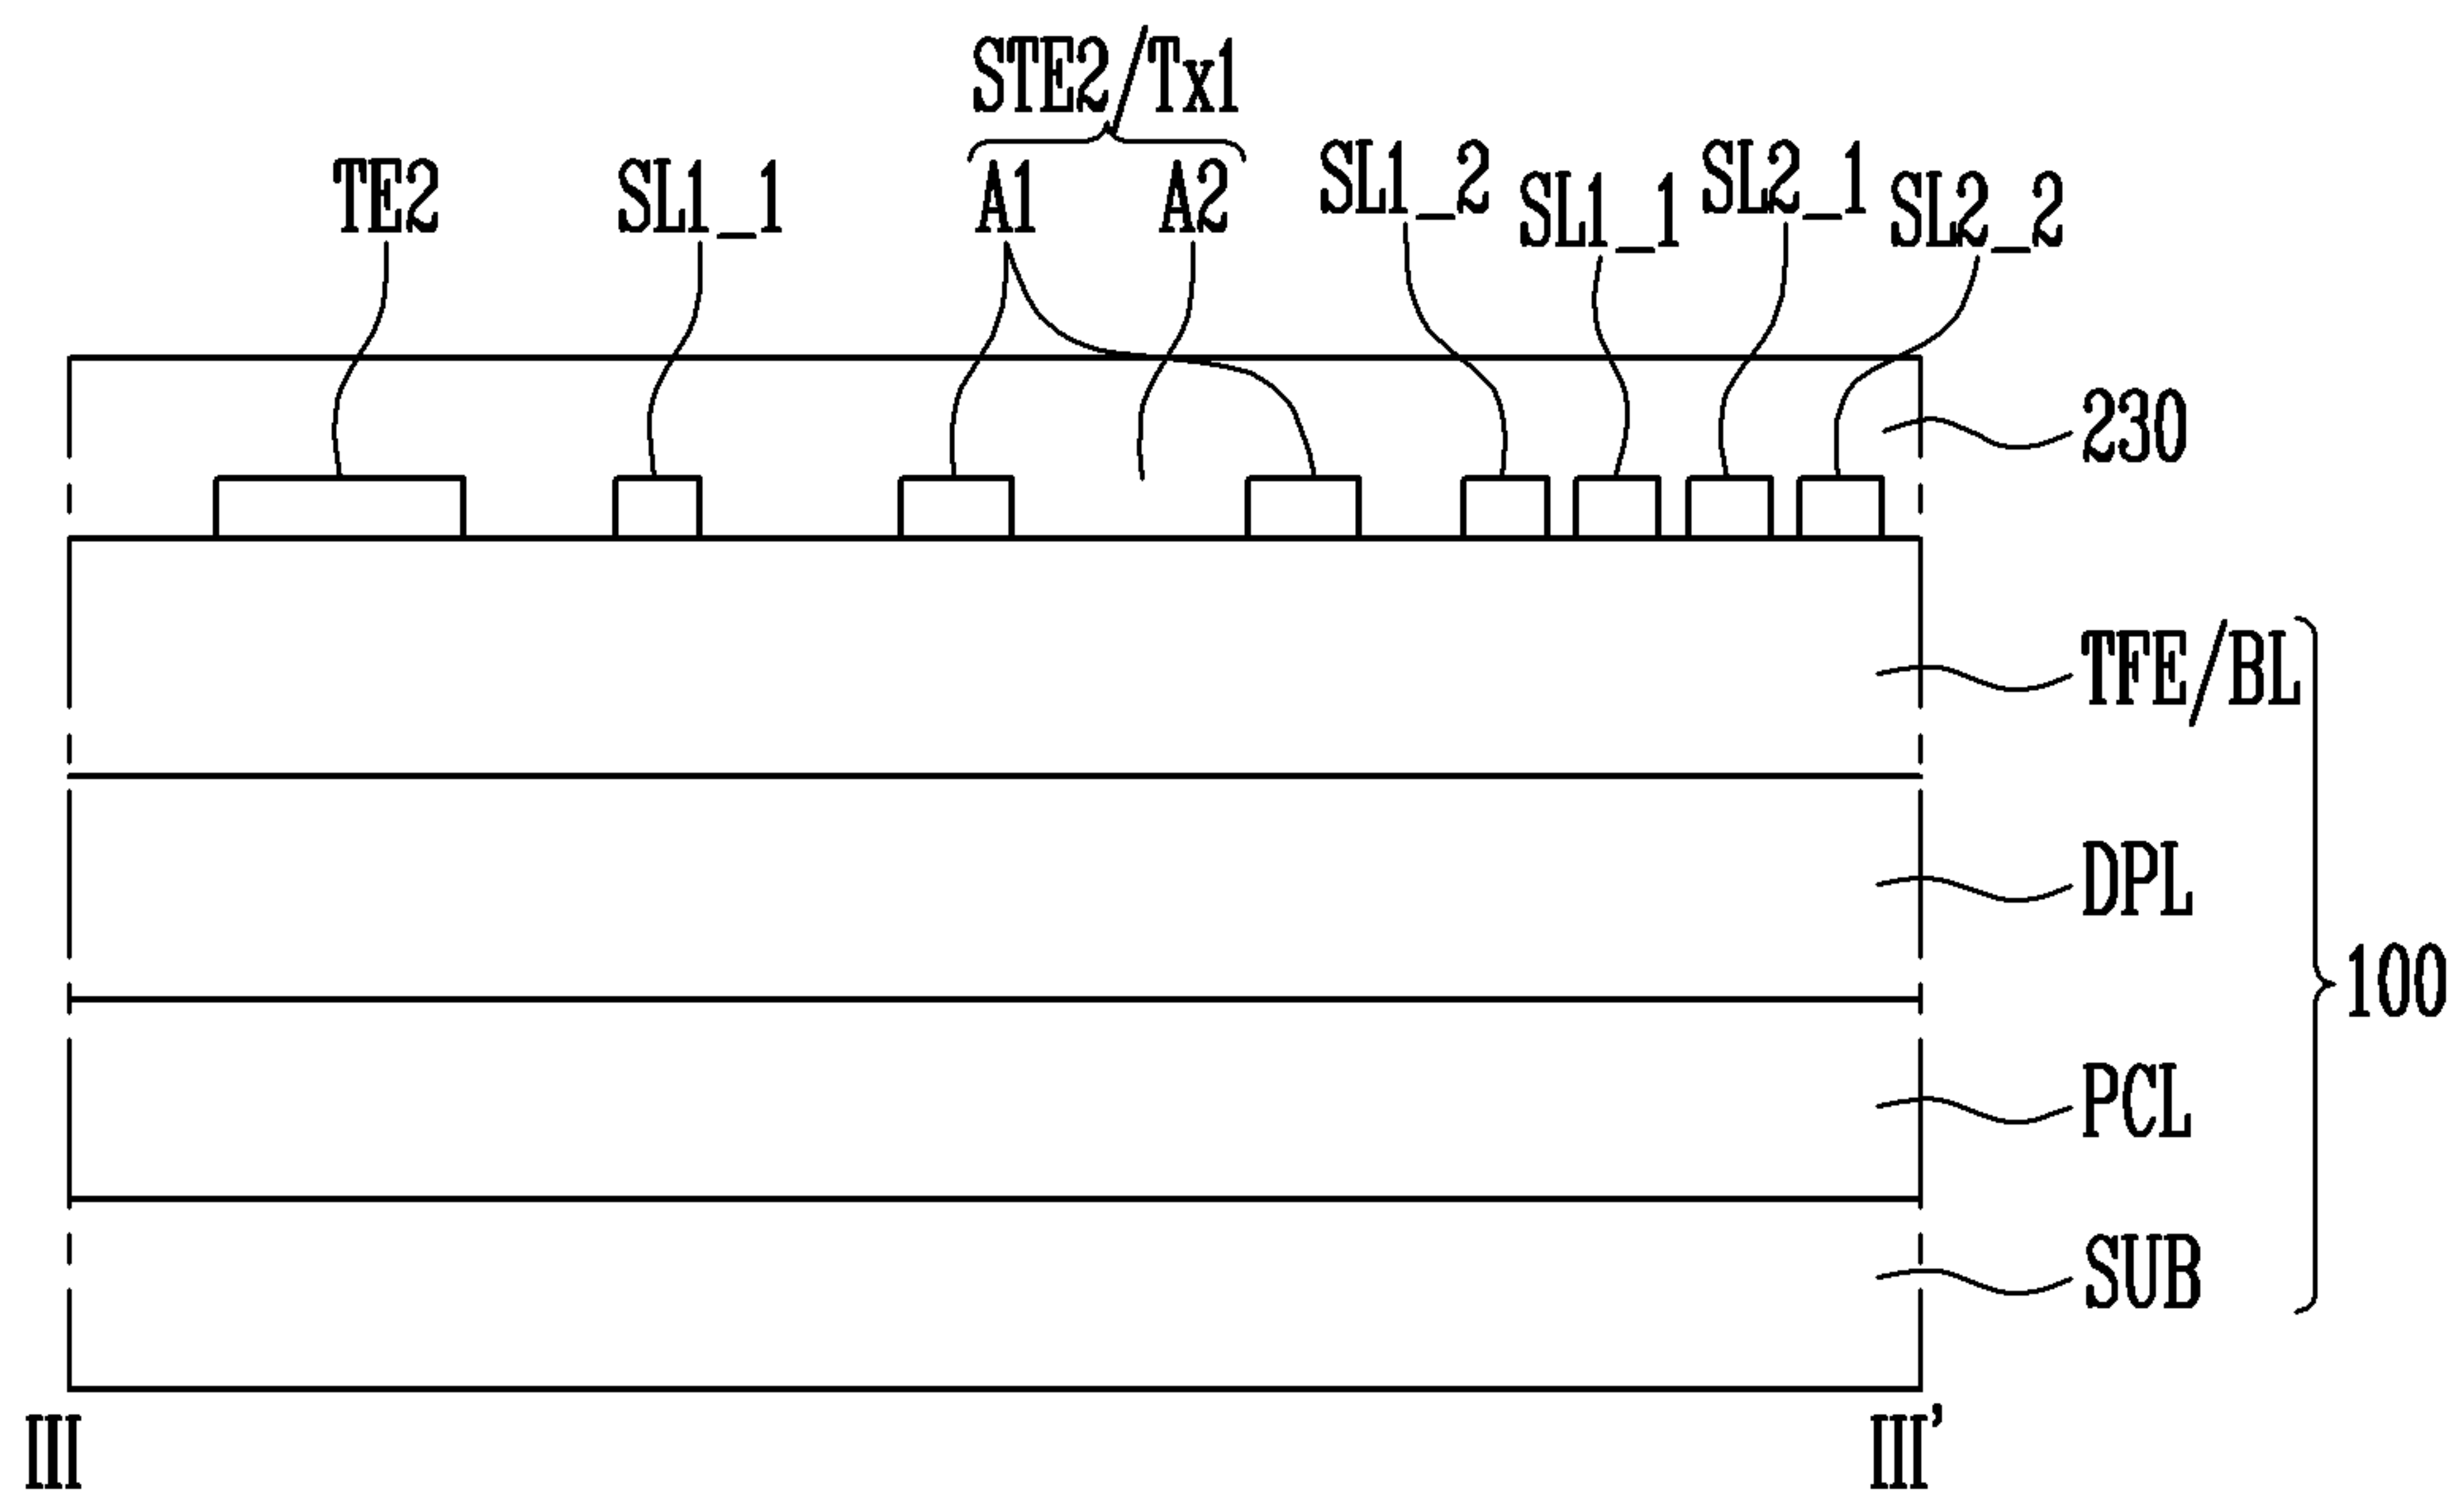 STE2/Tx1
TE2 SL1_1 A1 A2 SL1_2 SL1_1 SL2_1 SL2_2
230
TFE/BL
DPL
100
PCL
SUB
III III'